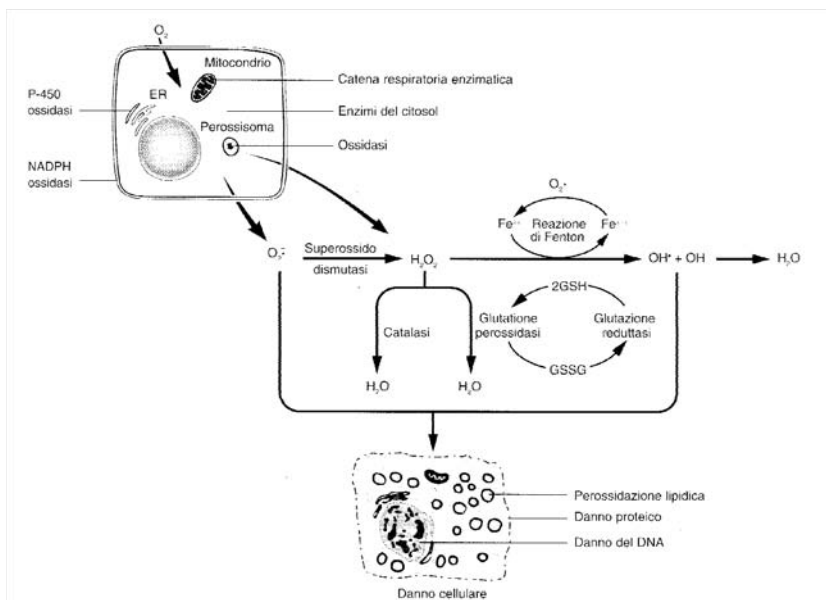 O₂
Mitocondrio
Catena respiratoria enzimatica
P-450
ossidasi
ER
Enzimi del citosol
Perossisoma
Ossidasi
NADPH
ossidasi
O₂•
Fe++
Reazione
di Fenton
Fe+++
O₂-•
Superossido
dismutasi
H₂O₂
OH• + OH
H₂O
2GSH
Glutatione
perossidasi
Glutazione
reduttasi
GSSG
Catalasi
H₂O
H₂O
Perossidazione lipidica
Danno proteico
Danno del DNA
Danno cellulare